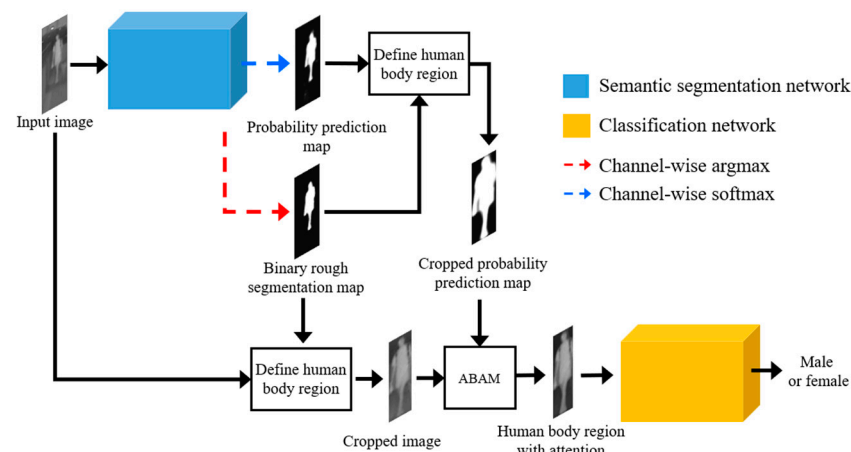 Input image
Probability prediction
map
Define human
body region
Semantic segmentation network
Classification network
Channel-wise argmax
Channel-wise softmax
Binary rough
segmentation map
Cropped probability
prediction map
Define human
body region
Cropped image
ABAM
Human body region
with attention
Male
or female